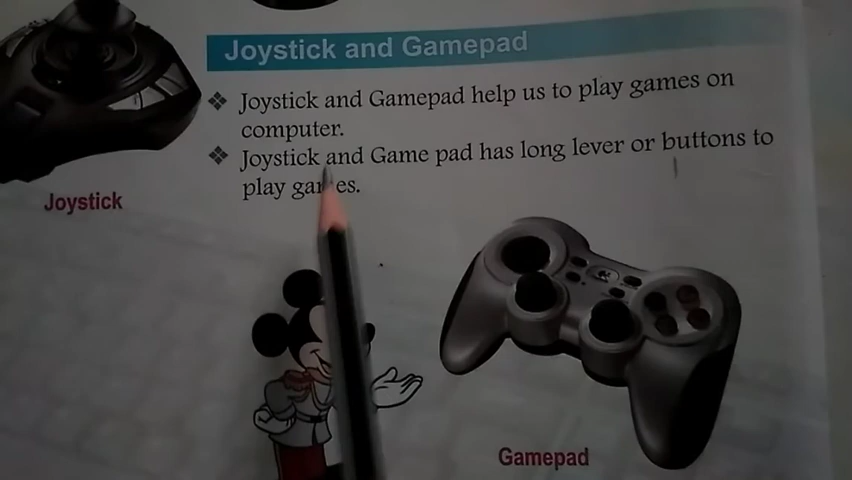 Joystick and Gamepad
Joystick and Gamepad help us to play games on
computer.
Joystick and Game pad has long lever or buttons to
play games.
Joystick
Gamepad